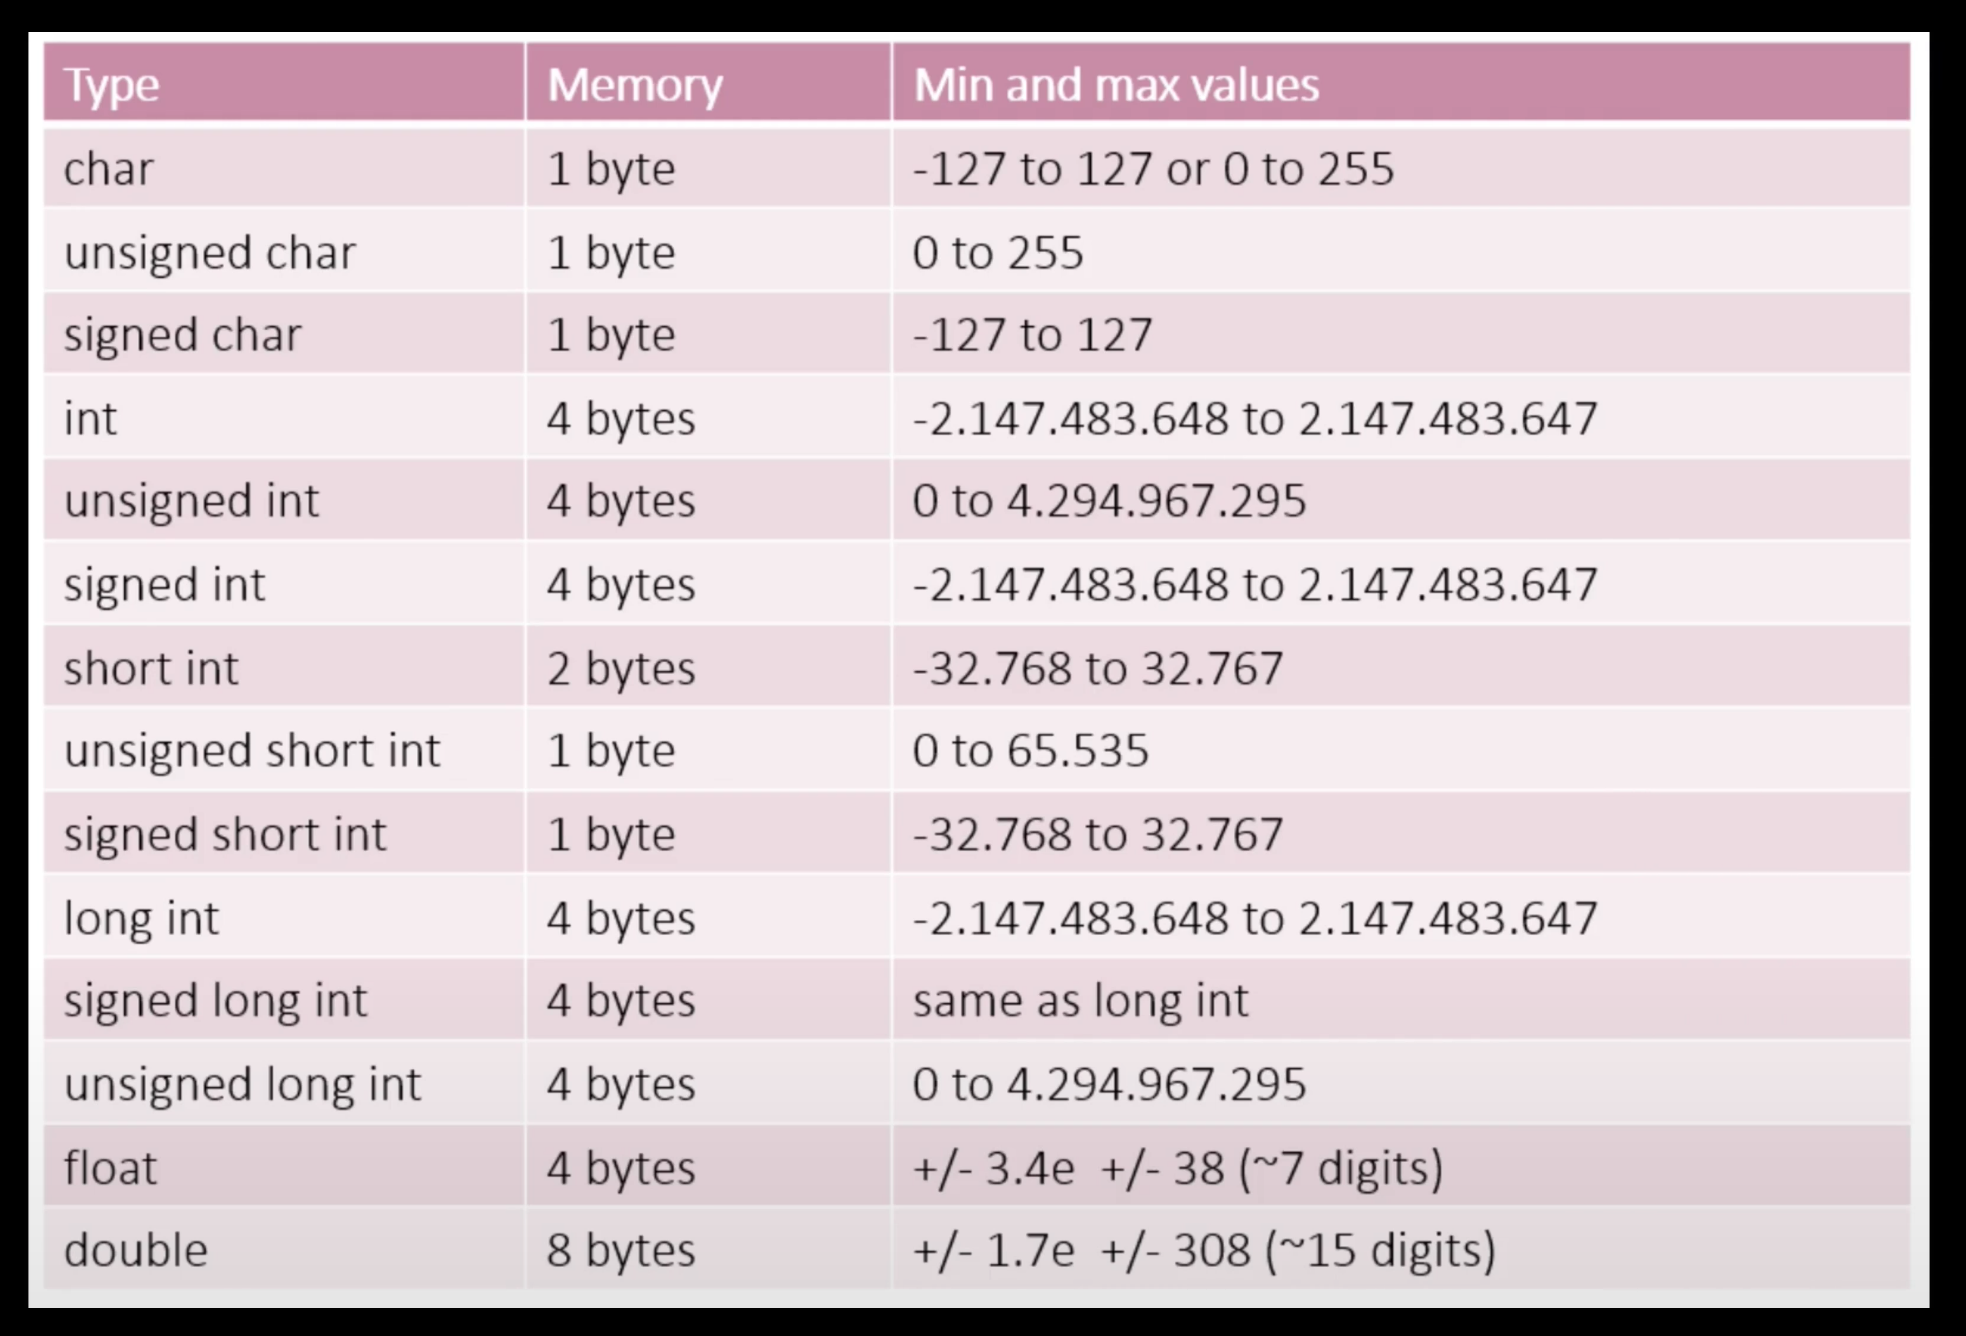 Type Memory Min and max values
char 1 byte -127 to 127 or 0 to 255
unsigned char 1 byte 0 to 255
signed char 1 byte -127 to 127
int 4 bytes -2.147.483.648 to 2.147.483.647
unsigned int 4 bytes 0 to 4.294.967.295
signed int 4 bytes -2.147.483.648 to 2.147.483.647
short int 2 bytes -32.768 to 32.767
unsigned short int 1 byte 0 to 65.535
signed short int 1 byte -32.768 to 32.767
long int 4 bytes -2.147.483.648 to 2.147.483.647
signed long int 4 bytes same as long int
unsigned long int 4 bytes 0 to 4.294.967.295
float 4 bytes +/- 3.4e +/- 38 (~7 digits)
double 8 bytes +/- 1.7e +/- 308 (~15 digits)